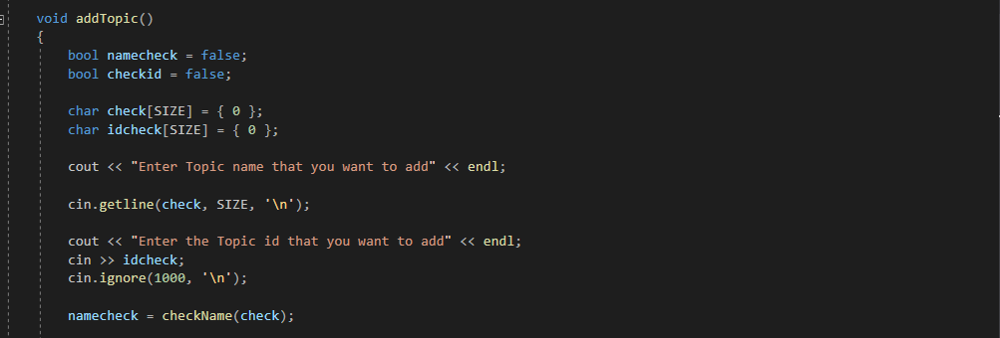 void addTopic()
{
bool namecheck = false;
bool checkid = false;
char check[SIZE] = { 0 };
char idcheck[SIZE] = { 0 };
cout << "Enter Topic name that you want to add" << endl;
cin.getline(check, SIZE, '\n');
cout << "Enter the Topic id that you want to add" << endl;
cin >> idcheck;
cin.ignore(1000, '\n');
namecheck = checkName(check);